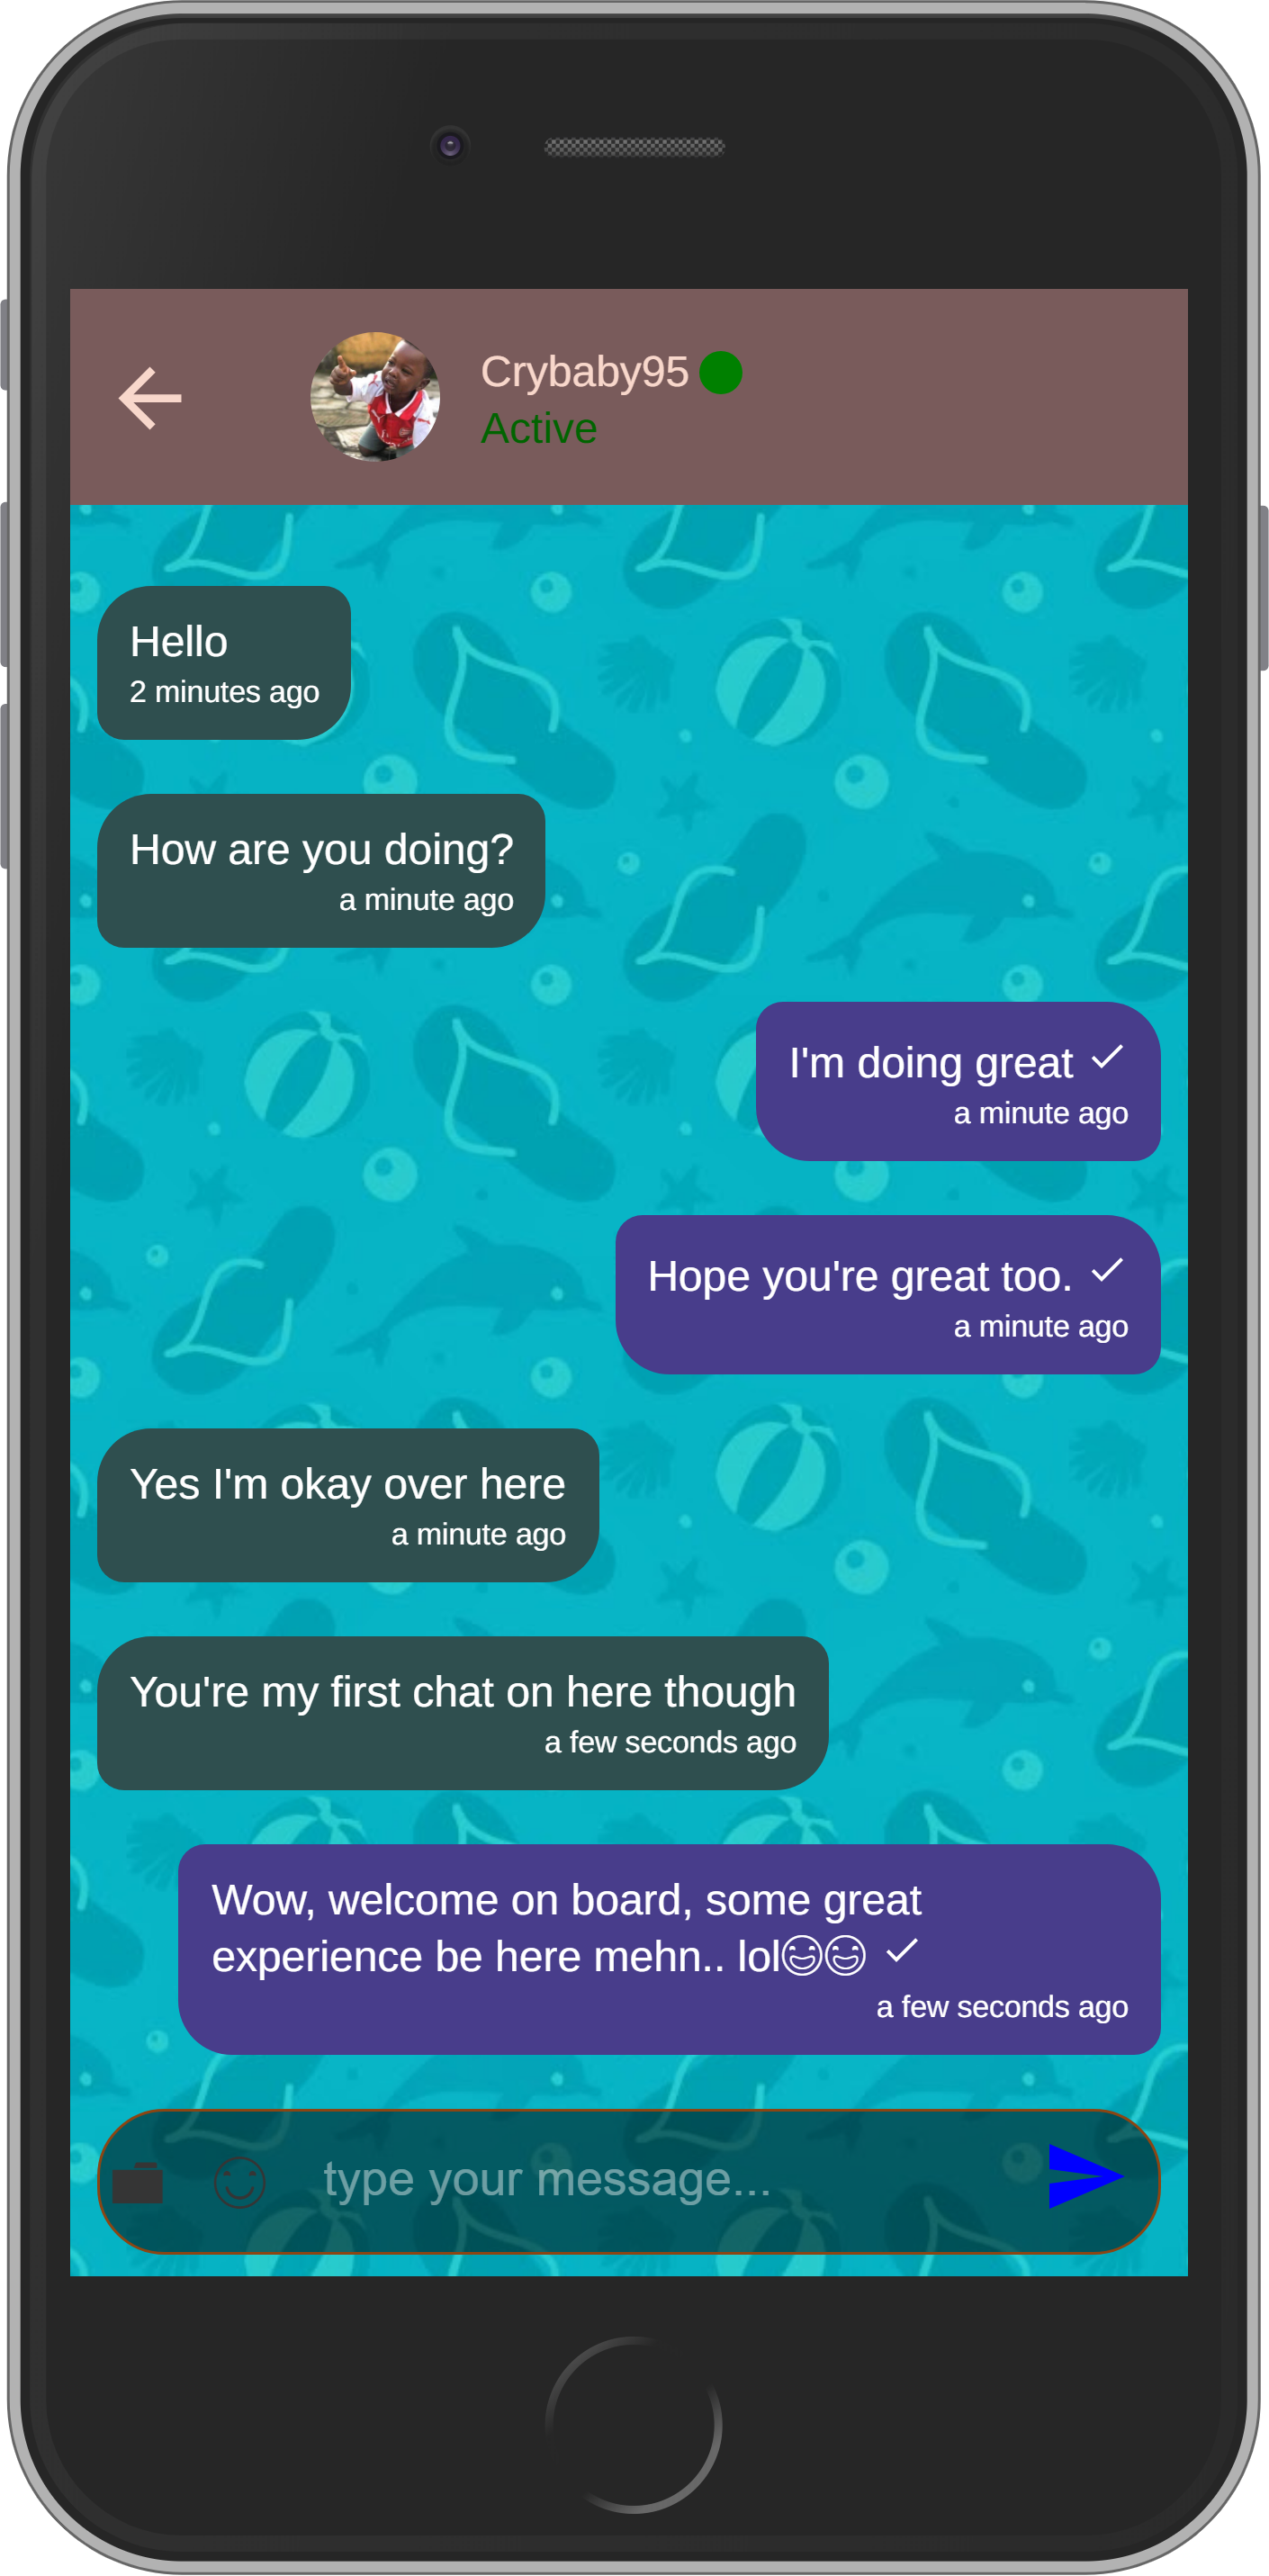 Crybaby95
Active
Hello
2 minutes ago
How are you doing?
a minute ago
I'm doing great
a minute ago
Hope you're great too.
a minute ago
Yes I'm okay over here
a minute ago
You're my first chat on here though
a few seconds ago
Wow, welcome on board, some great
experience be here mehn.. lol😄😄
a few seconds ago
type your message...